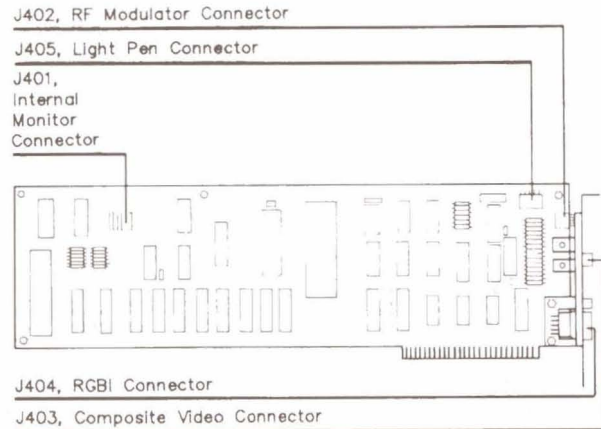 J402, RF Modulator Connector
J405, Light Pen Connector
J401,
Internal
Monitor
Connector
J404, RGBI Connector
J403, Composite Video Connector